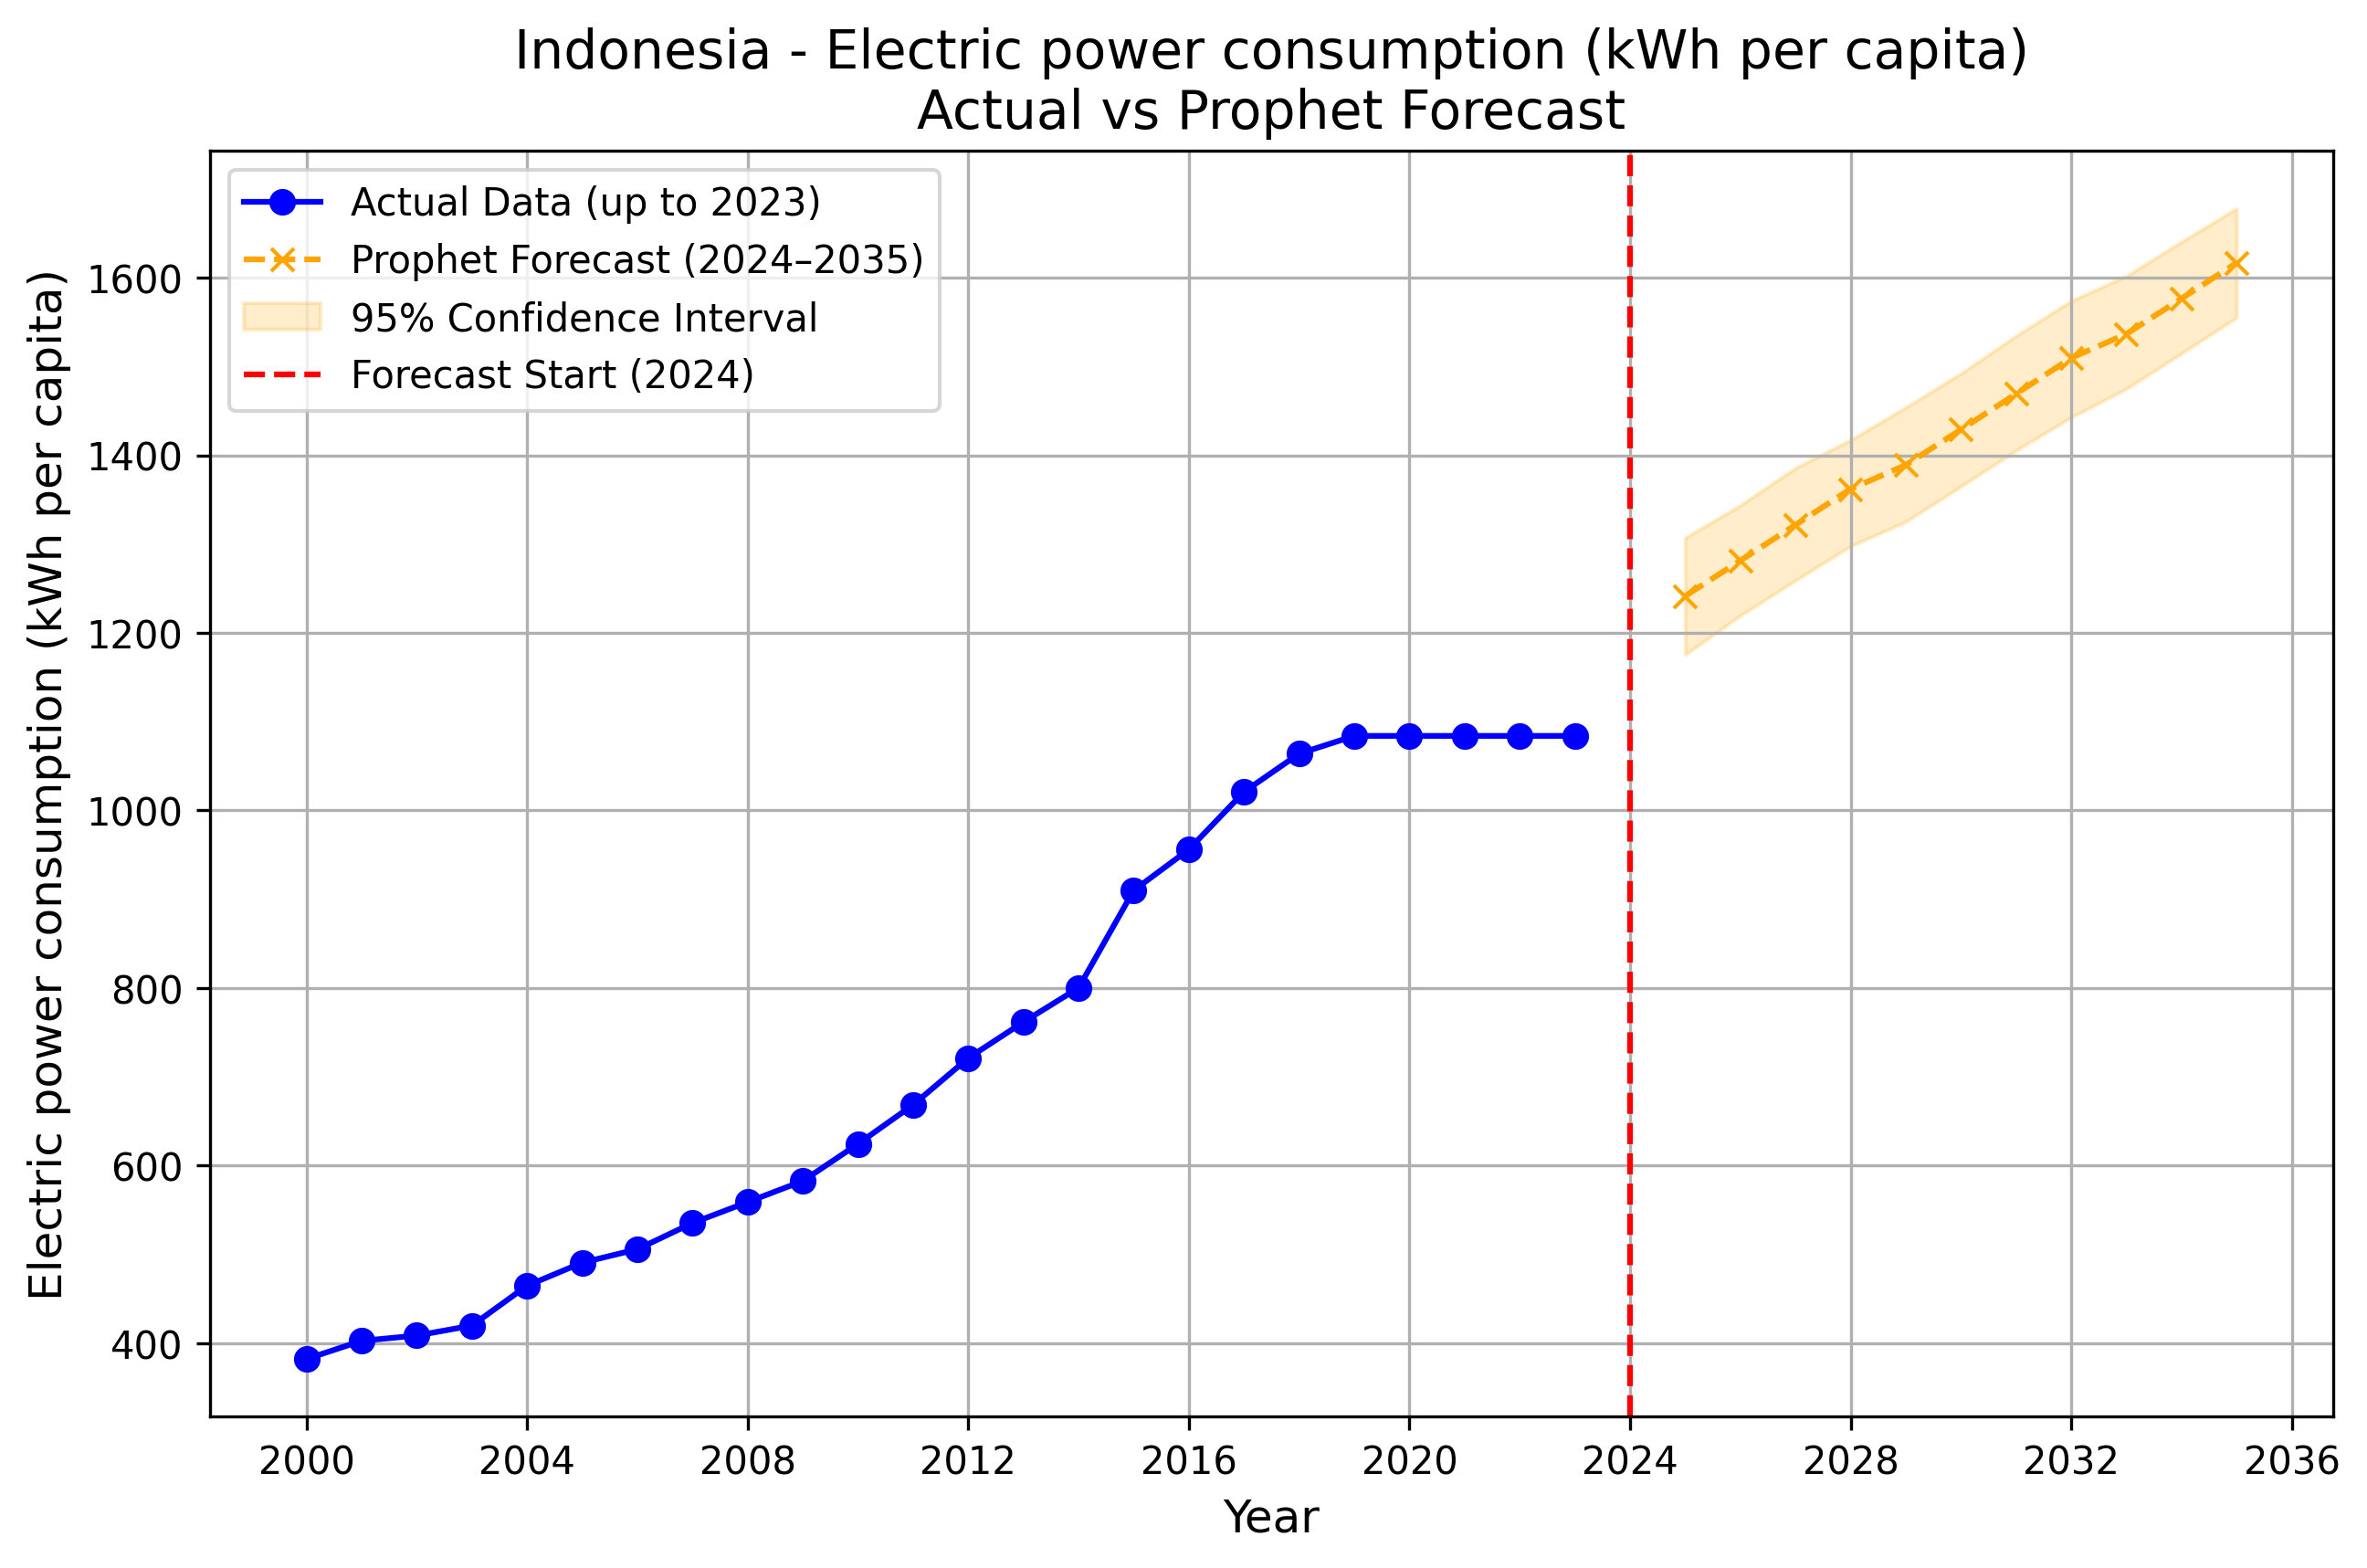 Indonesia - Electric power consumption (kWh per capita)
Actual vs Prophet Forecast
Actual Data (up to 2023)
Prophet Forecast (2024–2035)
95% Confidence Interval
Forecast Start (2024)
Electric power consumption (kWh per capita)
1600
1400
1200
1000
800
600
400
2000 2004 2008 2012 2016 2020 2024 2028 2032 2036
Year